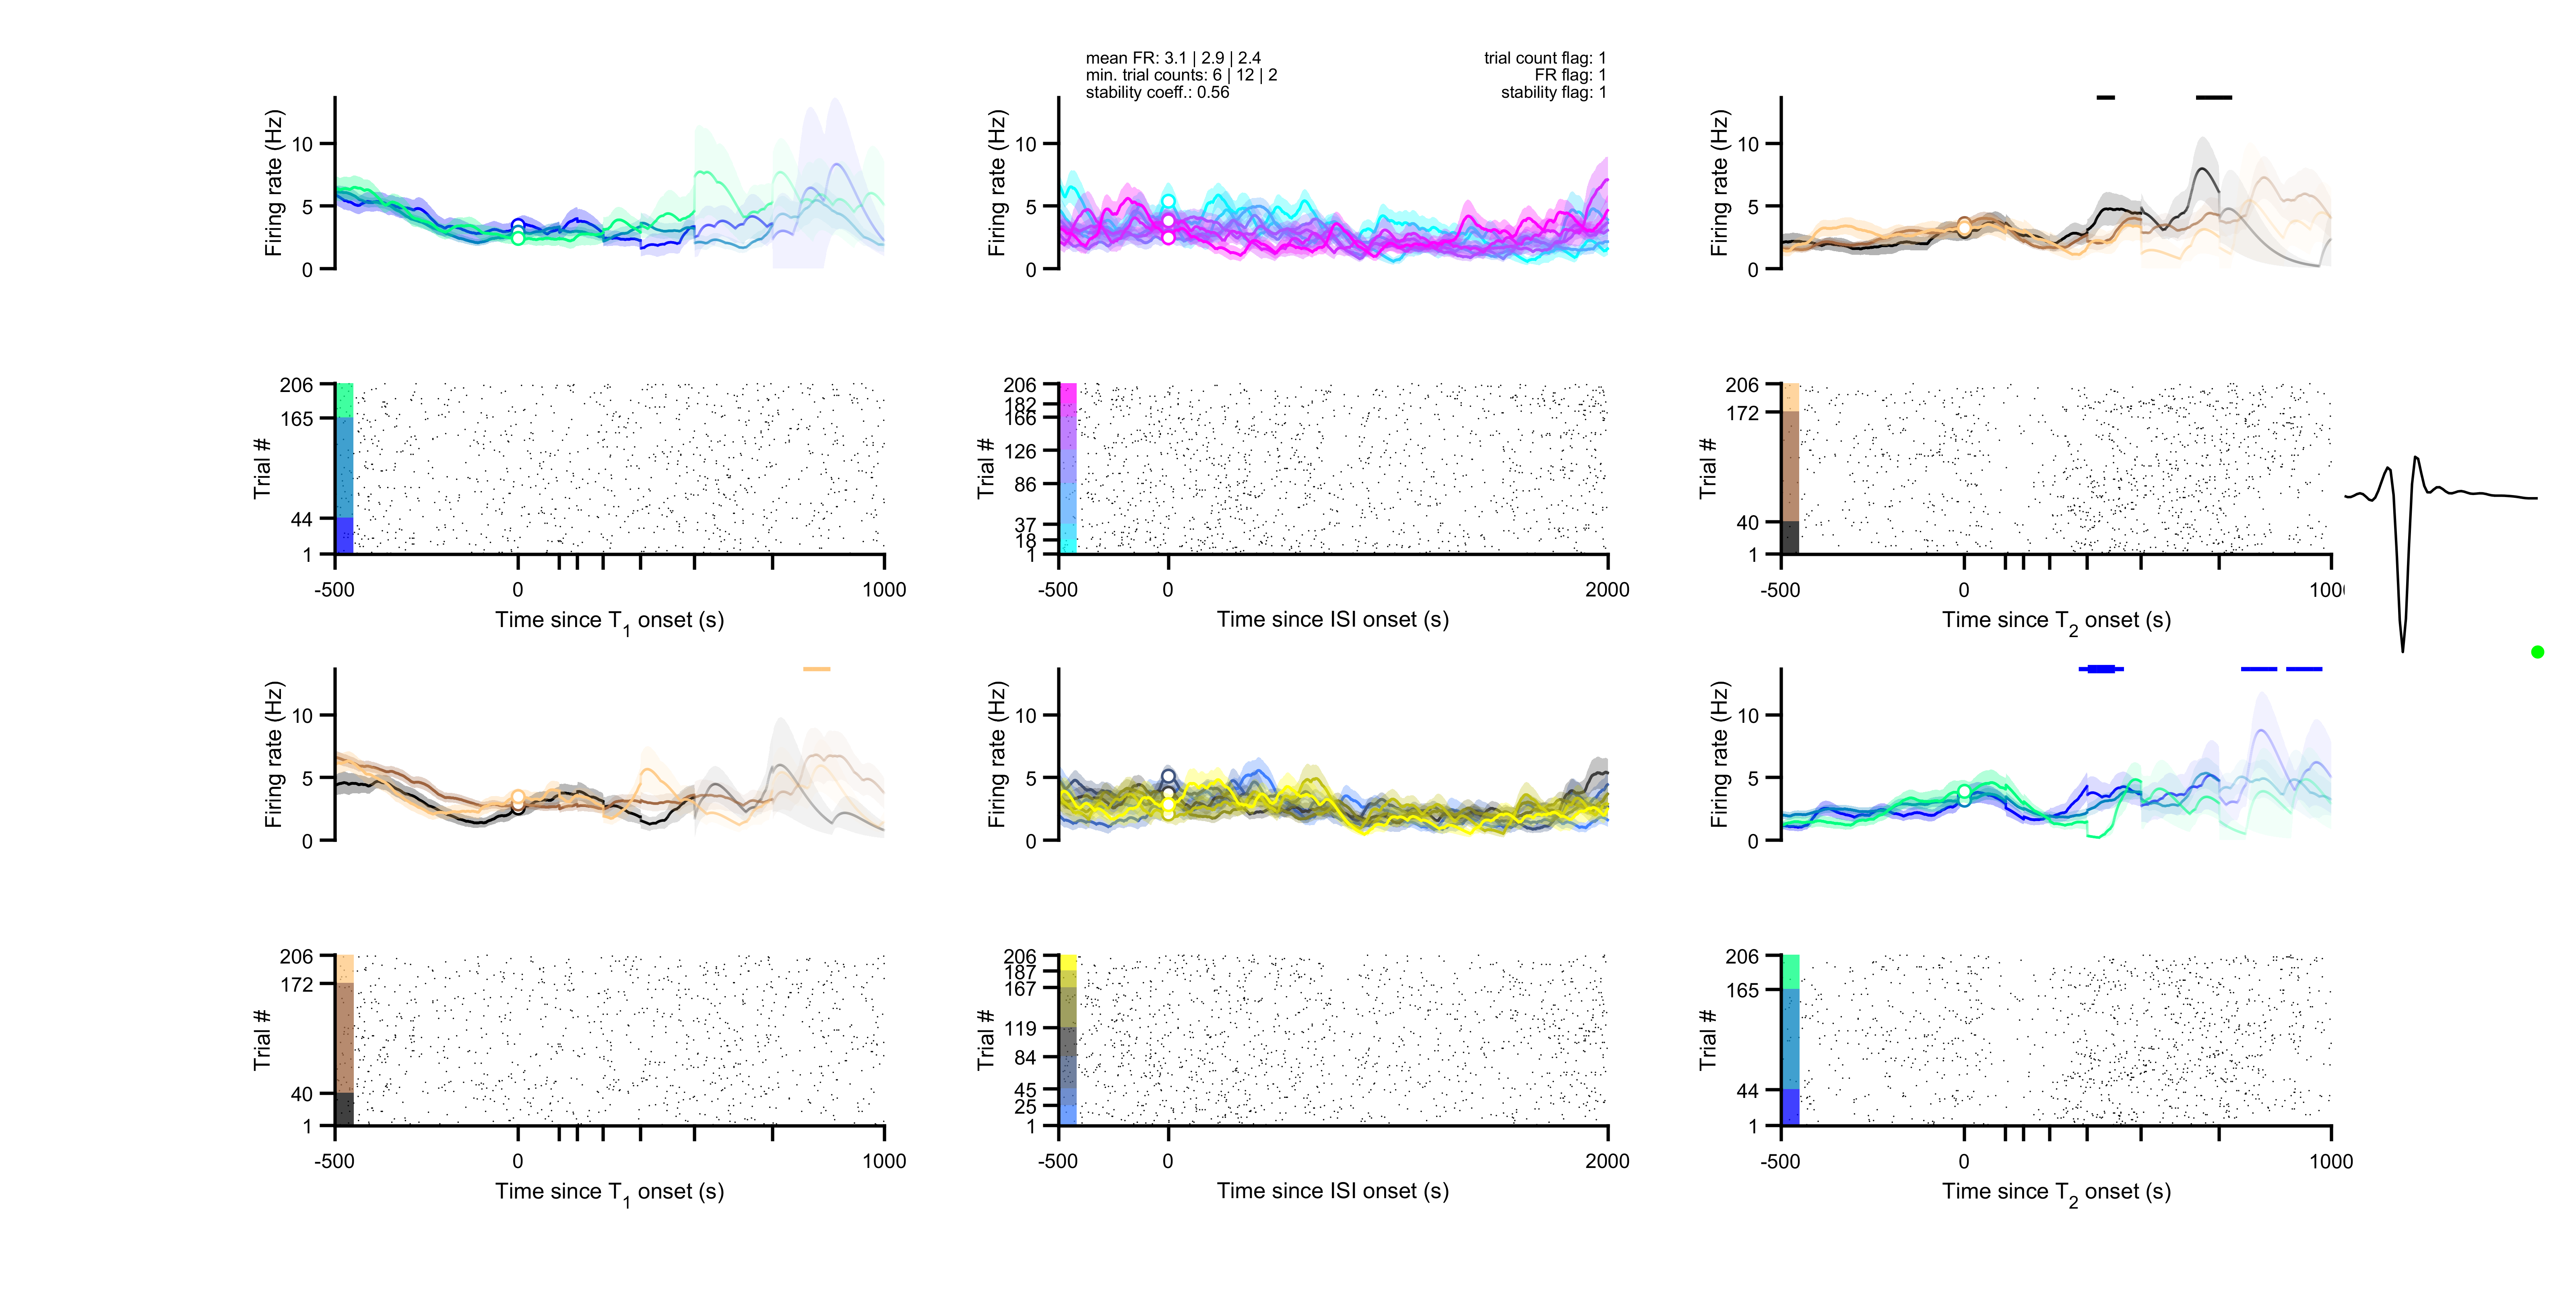 mean FR: 3.1 | 2.9 | 2.4
min. trial counts: 6 | 12 | 2
stability coeff.: 0.56
trial count flag: 1
FR flag: 1
stability flag: 1
Firing rate (Hz)
10
5
0
Firing rate (Hz)
10
5
0
Firing rate (Hz)
10
5
0
Trial #
206
165
44
1
-500
0
1000
Time since T1 onset (s)
Trial #
206
182
166
126
86
37
18
8
1
-500
0
2000
Time since ISI onset (s)
Trial #
206
172
40
1
-500
0
1000
Time since T2 onset (s)
Firing rate (Hz)
10
5
0
Firing rate (Hz)
10
5
0
Firing rate (Hz)
10
5
0
Trial #
206
172
40
1
-500
0
1000
Time since T1 onset (s)
Trial #
206
187
167
119
84
45
25
1
-500
0
2000
Time since ISI onset (s)
Trial #
206
165
44
1
-500
0
1000
Time since T2 onset (s)